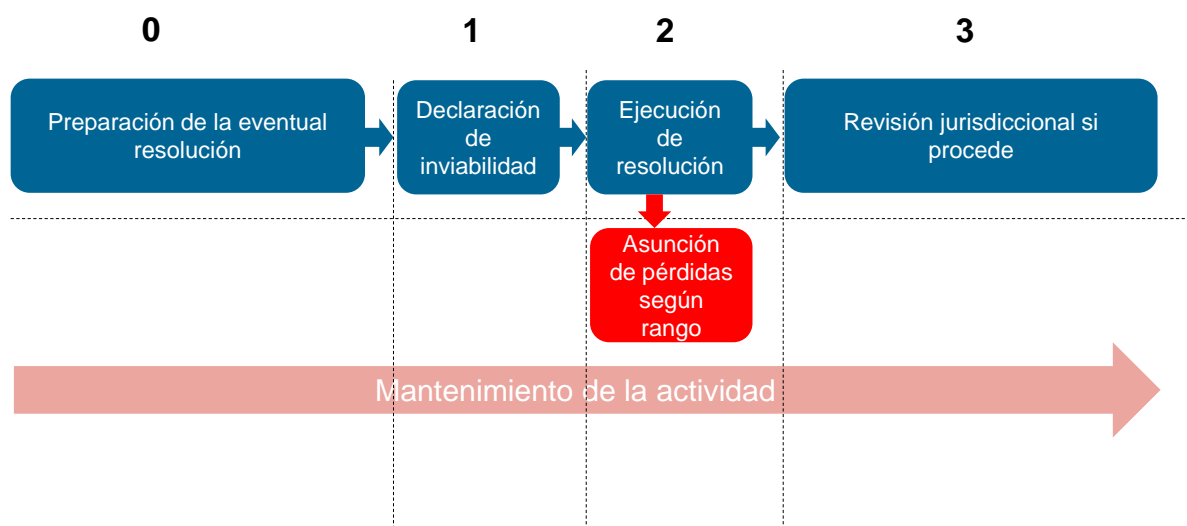 0
1
2
3
Preparación de la eventual
resolución
Declaración
de
inviabilidad
Ejecución
de
resolución
Revisión jurisdiccional si
procede
Asunción
de pérdidas
según
rango
Mantenimiento de la actividad